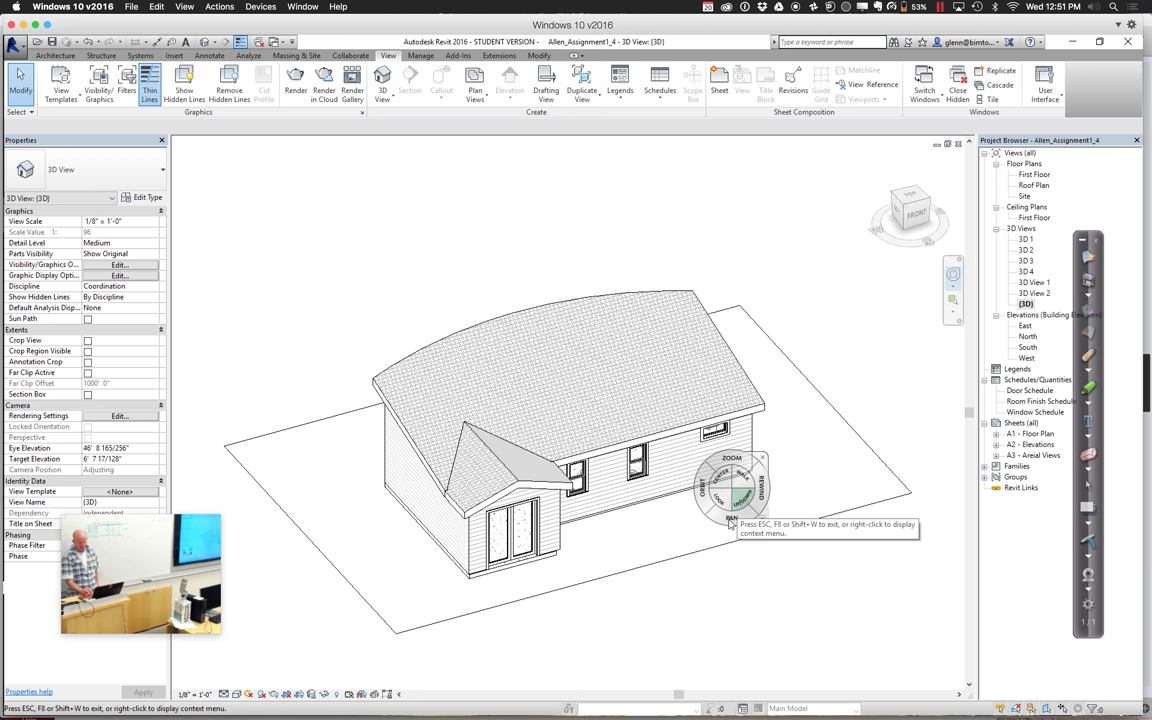 Windows 10 v2016 File Edit View Actions Devices Window Help 20 53% Wed 12:51 PM
Windows 10 v2016
Autodesk Revit 2016 - STUDENT VERSION - Allen_Assignment1_4 - 3D View: {3D} Type a keyword or phrase glenn@bimto...
Architecture Structure Systems Insert Annotate Analyze Massing & Site Collaborate View Manage Add-Ins Extensions Modify
Modify View Templates Visibility/ Graphics Filters Thin Lines Show Hidden Lines Remove Hidden Lines Cut Profile Render Render in Cloud Render Gallery 3D View Section Callout Plan Views Elevation Drafting View Duplicate View Legends Schedules Scope Box Sheet View Title Block Revisions Guide Grid Matchline View Reference Viewports Switch Windows Close Hidden Replicate Cascade Tile User Interface
Select Graphics Create Sheet Composition Windows
Properties
3D View
3D View: {3D} Edit Type
Graphics
View Scale 1/8" = 1'-0"
Scale Value 1: 96
Detail Level Medium
Parts Visibility Show Original
Visibility/Graphics O... Edit...
Graphic Display Opti... Edit...
Discipline Coordination
Show Hidden Lines By Discipline
Default Analysis Disp... None
Sun Path
Extents
Crop View
Crop Region Visible
Annotation Crop
Far Clip Active
Far Clip Offset 1000' 0"
Section Box
Camera
Rendering Settings Edit...
Locked Orientation
Perspective
Eye Elevation 46' 8 165/256"
Target Elevation 6' 7 17/128"
Camera Position Adjusting
Identity Data
View Template <None>
View Name {3D}
Dependency Independent
Title on Sheet
Phasing
Phase Filter
Phase
Properties help Apply
TOP
FRONT
ZOOM
CENTER WALK
ORBIT REWIND
LOOK UP/DOWN
PAN
Press ESC, F8 or Shift+W to exit, or right-click to display
context menu.
Project Browser - Allen_Assignment1_4
Views (all)
Floor Plans
First Floor
Roof Plan
Site
Ceiling Plans
First Floor
3D Views
3D 1
3D 2
3D 3
3D 4
3D View 1
3D View 2
{3D}
Elevations (Building Elevation)
East
North
South
West
Legends
Schedules/Quantities
Door Schedule
Room Finish Schedule
Window Schedule
Sheets (all)
A1 - Floor Plan
A2 - Elevations
A3 - Areial Views
Families
Groups
Revit Links
1 / 1
1/8" = 1'-0"
Press ESC, F8 or Shift+W to exit, or right-click to display context menu. :0 Main Model :0